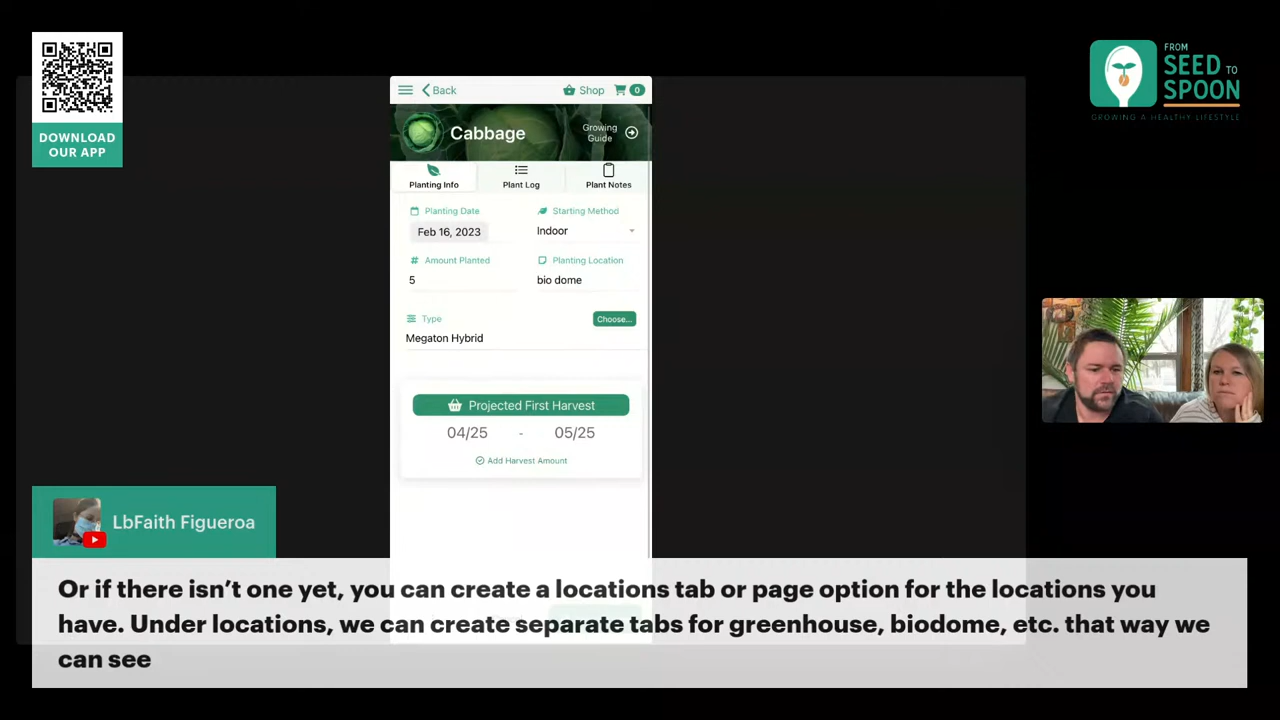 DOWNLOAD
OUR APP
Back
Shop
0
Cabbage
Growing
Guide
Planting Info
Plant Log
Plant Notes
Planting Date
Starting Method
Feb 16, 2023
Indoor
# Amount Planted
Planting Location
5
bio dome
Type
Choose...
Megaton Hybrid
Projected First Harvest
04/25 - 05/25
Add Harvest Amount
FROM
SEED TO
SPOON
GROWING A HEALTHY LIFESTYLE
LbFaith Figueroa
Or if there isn’t one yet, you can create a locations tab or page option for the locations you
have. Under locations, we can create separate tabs for greenhouse, biodome, etc. that way we
can see